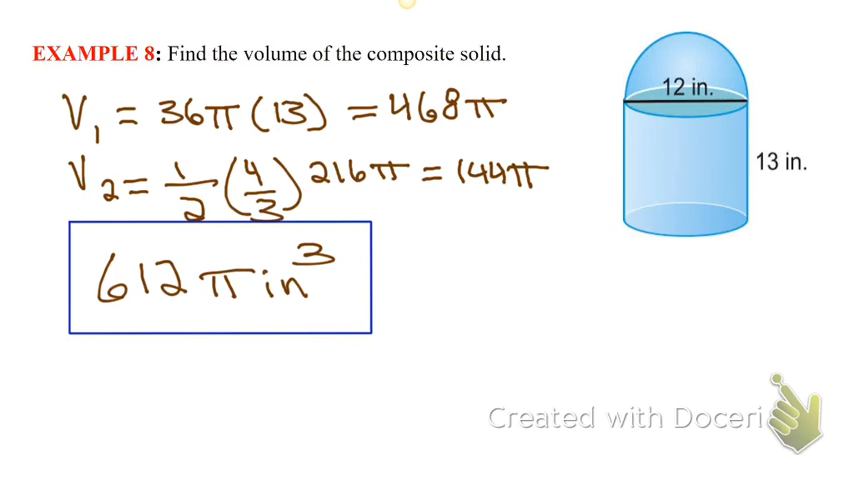 EXAMPLE 8: Find the volume of the composite solid.
V₁ = 36π(13) = 468π
V₂ = 1/2 (4/3) 216π = 144π
612 π in³
12 in.
13 in.
Created with Doceri